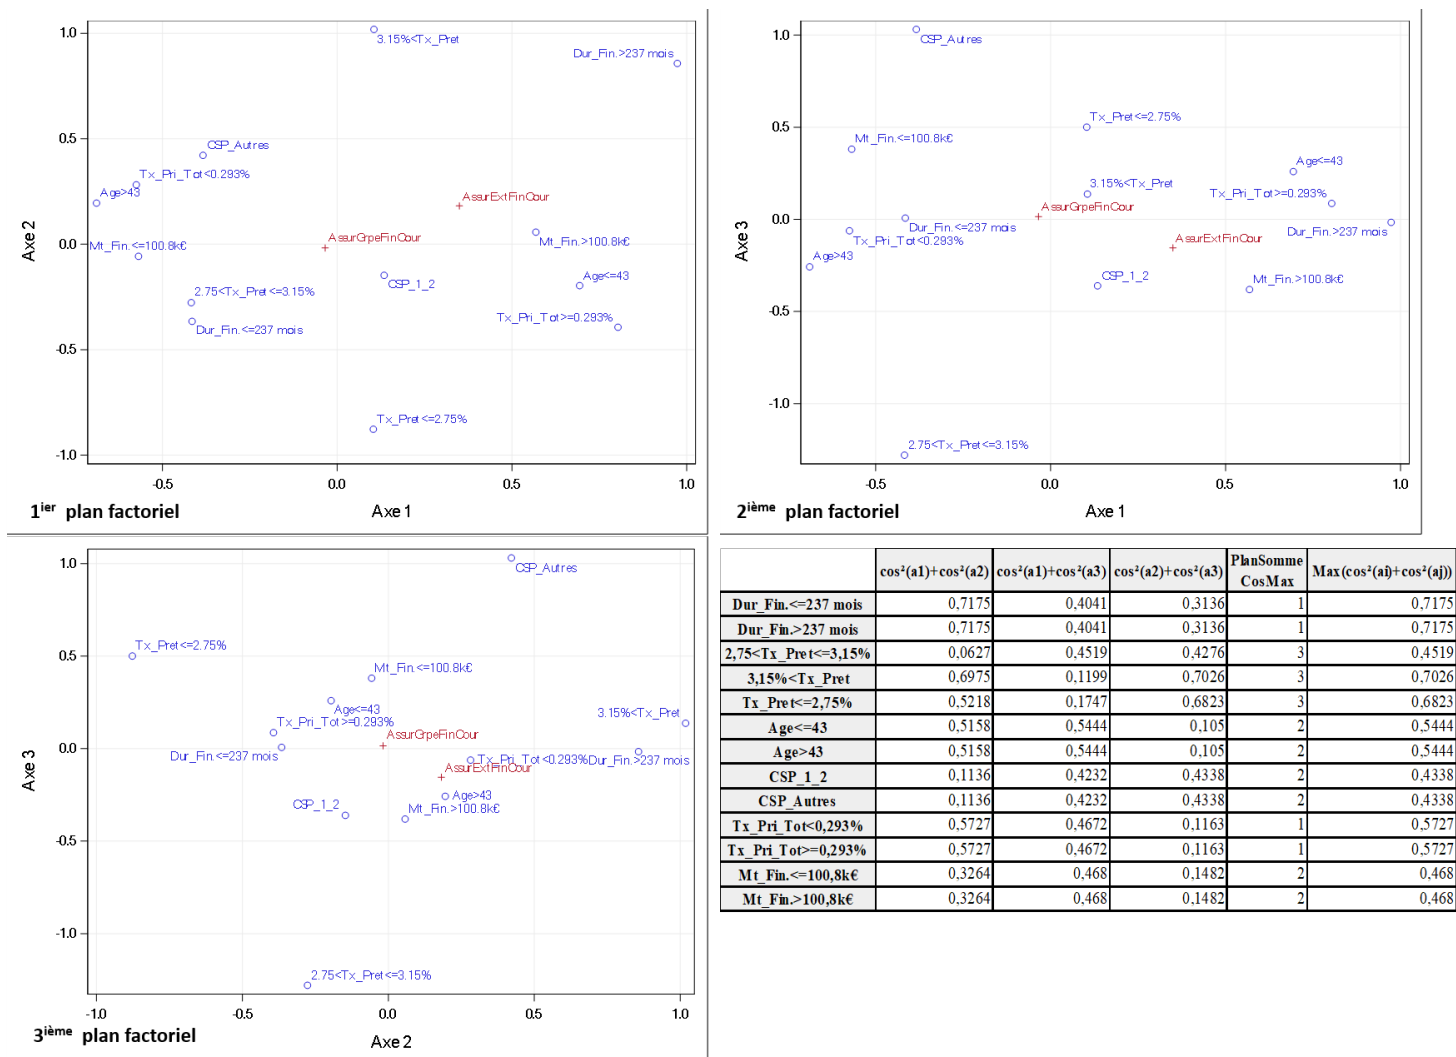 1.0
3.15%<Tx_Pret
Dur_Fin.>237 mois
0.5
CSP_Autres
Tx_Pri_Tot<0.293%
Age>43
AssurExtFinCour
AssurGrpeFinCour
Axe 2
0.0
Mt_Fin.<=100.8k€
Mt_Fin.>100.8k€
CSP_1_2
Age<=43
2.75<Tx_Pret<=3.15%
Tx_Pri_Tot>=0.293%
Dur_Fin.<=237 mois
-0.5
Tx_Pret<=2.75%
-1.0
-0.5 0.0 0.5 1.0
1ier plan factoriel
Axe 1
1.0
CSP_Autres
0.5
Tx_Pret<=2.75%
Mt_Fin.<=100.8k€
Age<=43
3.15%<Tx_Pret
Tx_Pri_Tot>=0.293%
AssurGrpeFinCour
Axe 3
0.0
Dur_Fin.<=237 mois
Dur_Fin.>237 mois
Tx_Pri_Tot<0.293%
AssurExtFinCour
Age>43
CSP_1_2
Mt_Fin.>100.8k€
-0.5
-1.0
2.75<Tx_Pret<=3.15%
-0.5 0.0 0.5 1.0
2ième plan factoriel
Axe 1
1.0
CSP_Autres
Tx_Pret<=2.75%
0.5
Mt_Fin.<=100.8k€
Age<=43
3.15%<Tx_Pret
Tx_Pri_Tot>=0.293%
AssurGrpeFinCour
Axe 3
0.0
Dur_Fin.<=237 mois
Tx_Pri_Tot<0.293%
Dur_Fin.>237 mois
AssurExtFinCour
Age>43
CSP_1_2
Mt_Fin.>100.8k€
-0.5
-1.0
2.75<Tx_Pret<=3.15%
-1.0 -0.5 0.0 0.5 1.0
3ième plan factoriel
Axe 2
cos²(a1)+cos²(a2) cos²(a1)+cos²(a3) cos²(a2)+cos²(a3) PlanSomme CosMax Max(cos²(ai)+cos²(aj))
Dur_Fin.<=237 mois 0,7175 0,4041 0,3136 1 0,7175
Dur_Fin.>237 mois 0,7175 0,4041 0,3136 1 0,7175
2,75<Tx_Pret<=3,15% 0,0627 0,4519 0,4276 3 0,4519
3,15%<Tx_Pret 0,6975 0,1199 0,7026 3 0,7026
Tx_Pret<=2,75% 0,5218 0,1747 0,6823 3 0,6823
Age<=43 0,5158 0,5444 0,105 2 0,5444
Age>43 0,5158 0,5444 0,105 2 0,5444
CSP_1_2 0,1136 0,4232 0,4338 2 0,4338
CSP_Autres 0,1136 0,4232 0,4338 2 0,4338
Tx_Pri_Tot<0,293% 0,5727 0,4672 0,1163 1 0,5727
Tx_Pri_Tot>=0,293% 0,5727 0,4672 0,1163 1 0,5727
Mt_Fin.<=100,8k€ 0,3264 0,468 0,1482 2 0,468
Mt_Fin.>100,8k€ 0,3264 0,468 0,1482 2 0,468